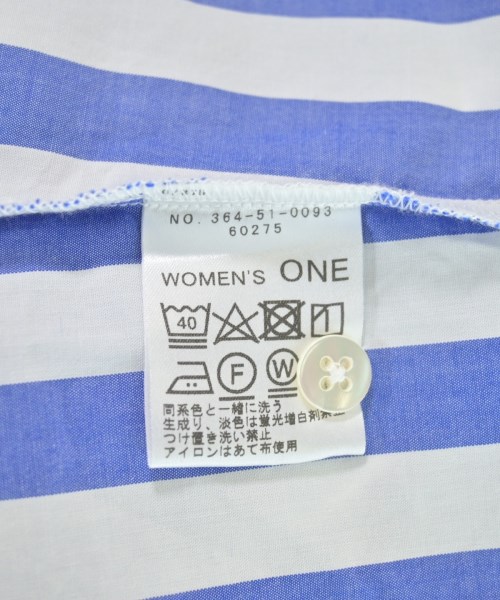 NO. 364-51-0093
60275
WOMEN'S ONE
40
F W
同系色と一緒に洗う
生成り、淡色は蛍光増白剤
つけ置き洗い禁止
アイロンはあて布使用